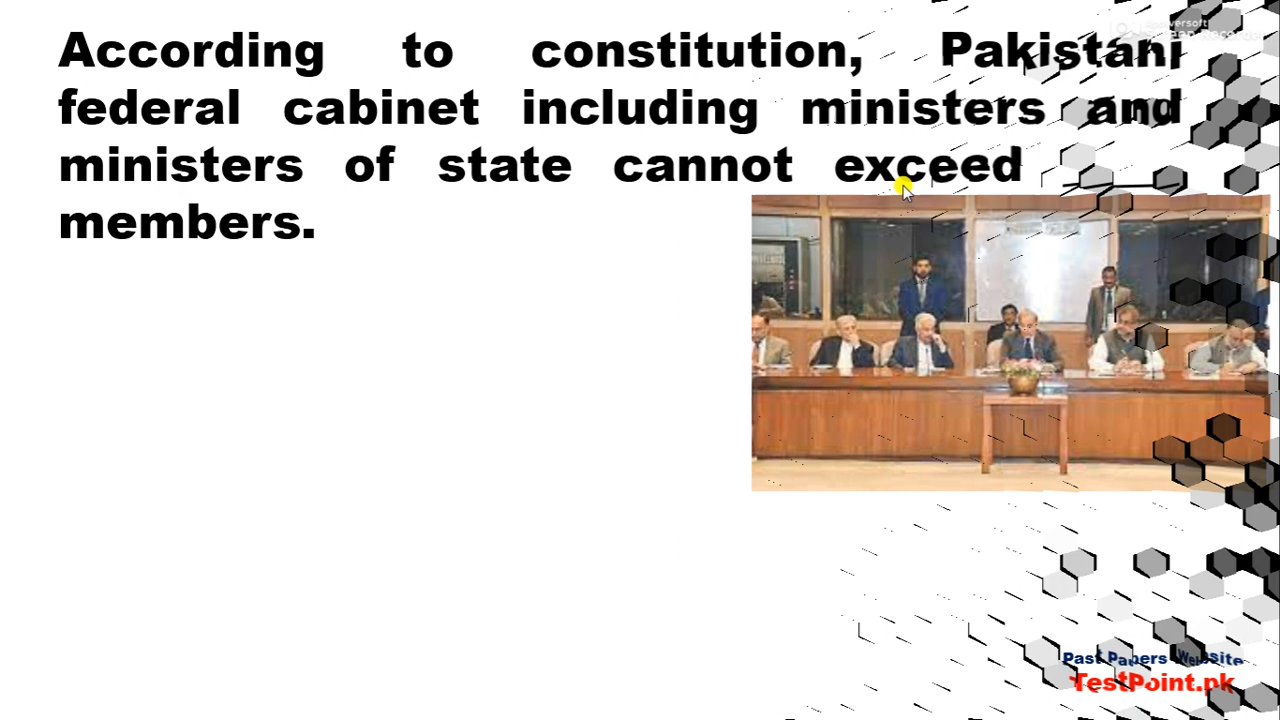 According to constitution, Pakistani
federal cabinet including ministers and
ministers of state cannot exceed ______
members.
Past Papers Website
TestPoint.pk